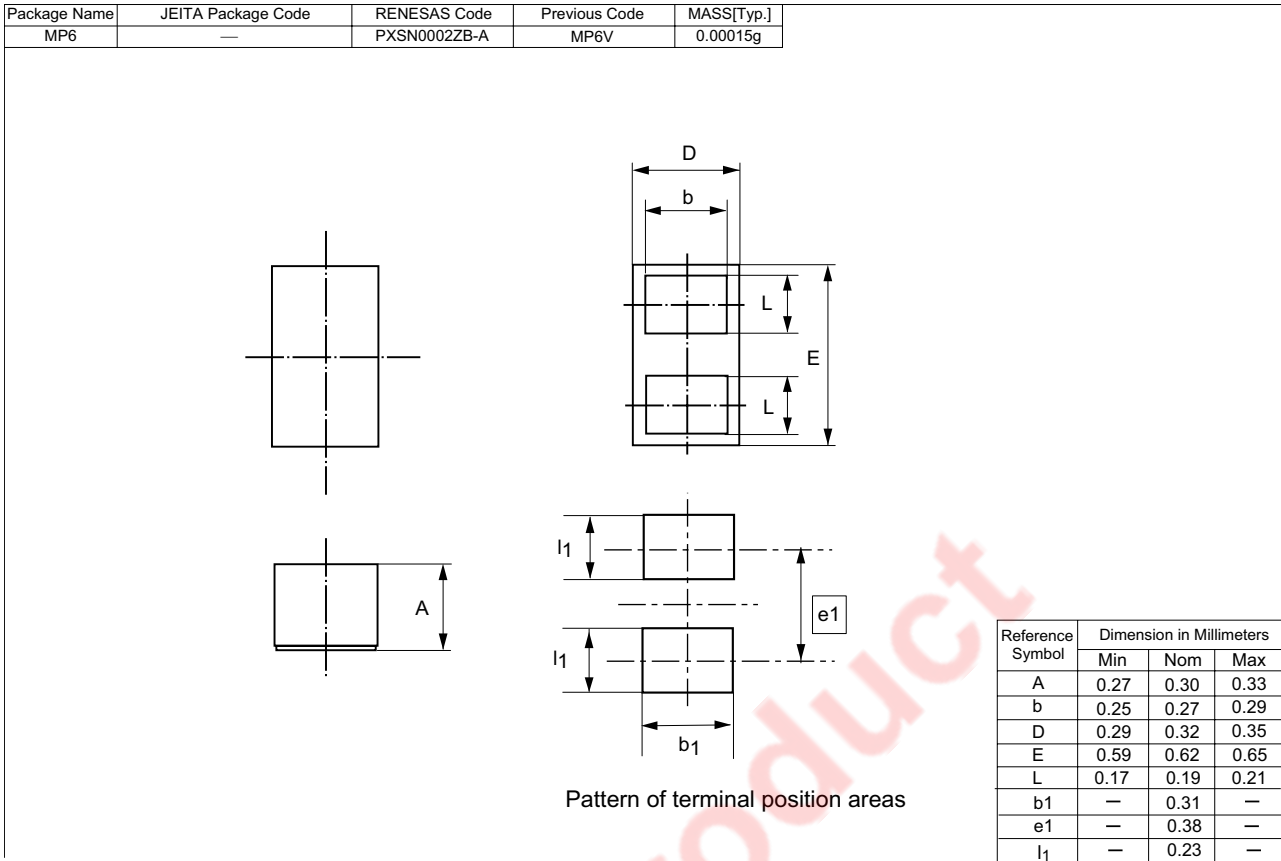 Package Name JEITA Package Code RENESAS Code Previous Code MASS[Typ.]
MP6 — PXSN0002ZB-A MP6V 0.00015g
D
b
L
E
L
A
l1
e1
l1
b1
Pattern of terminal position areas
Reference Symbol Dimension in Millimeters
Min Nom Max
A 0.27 0.30 0.33
b 0.25 0.27 0.29
D 0.29 0.32 0.35
E 0.59 0.62 0.65
L 0.17 0.19 0.21
b1 — 0.31 —
e1 — 0.38 —
l1 — 0.23 —
roduct